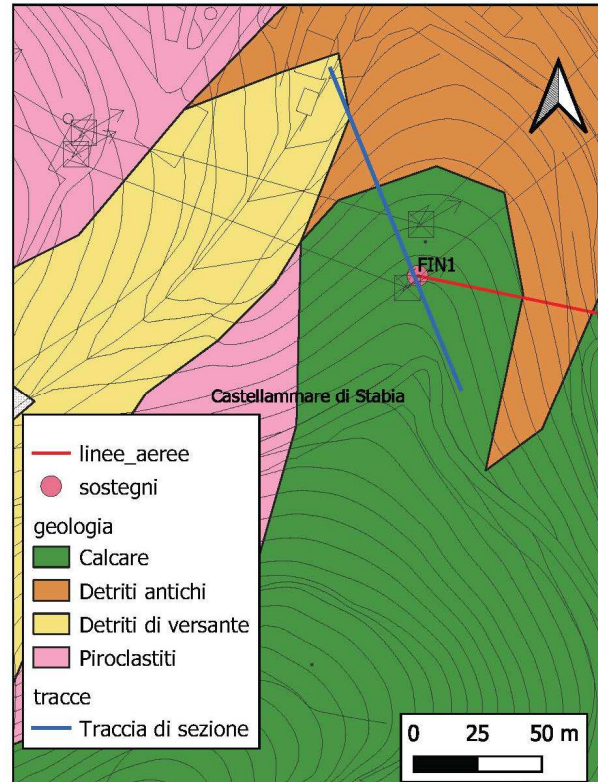 FIN1
Castellammare di Stabia
linee_aeree
sostegni
geologia
Calcare
Detriti antichi
Detriti di versante
Piroclastiti
tracce
Traccia di sezione
0 25 50 m